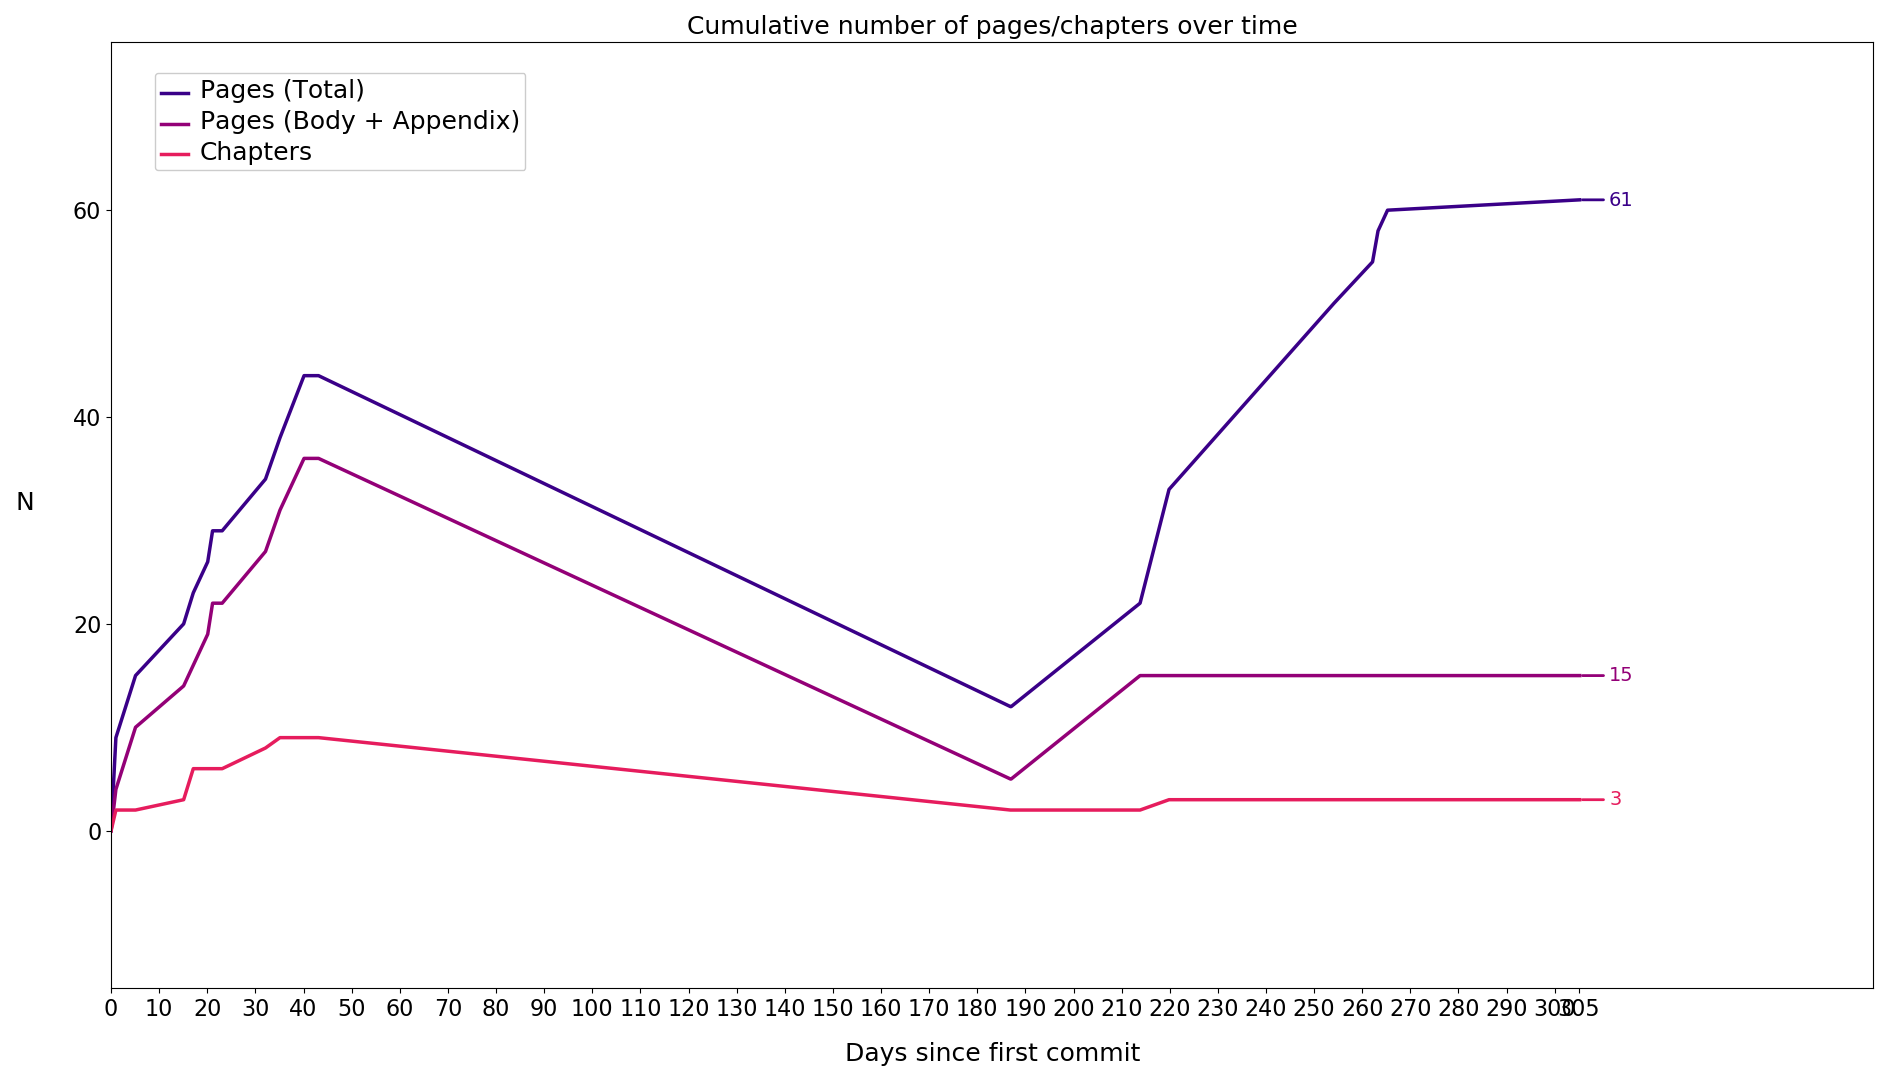 Cumulative number of pages/chapters over time
Pages (Total)
Pages (Body + Appendix)
Chapters
60
40
20
0
N
61
15
3
0 10 20 30 40 50 60 70 80 90 100 110 120 130 140 150 160 170 180 190 200 210 220 230 240 250 260 270 280 290 300 305
Days since first commit